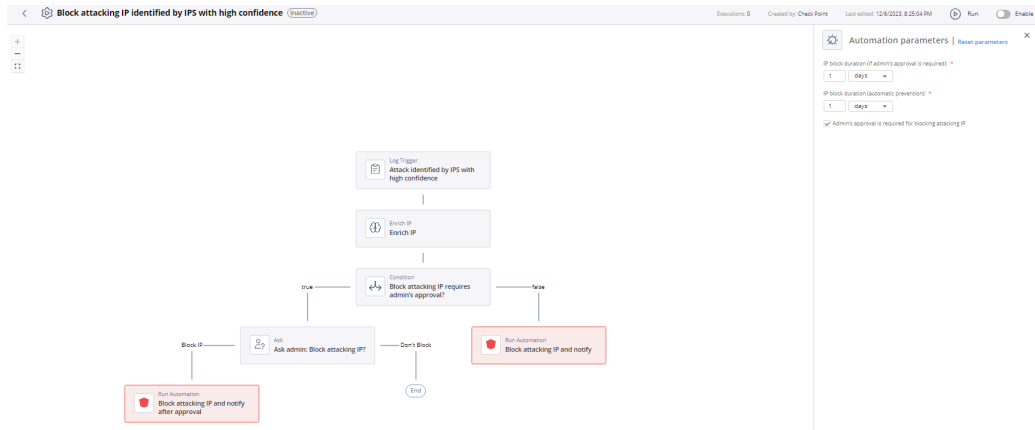 Block attacking IP identified by IPS with high confidence (Inactive)
Executions: 0 Created by: Check Point Last edited: 12/6/2023, 8:25:04 PM Run Enable
Automation parameters | Reset parameters
IP block duration (if admin's approval is required): *
1 days
IP block duration (automatic prevention): *
1 days
Admin's approval is required for blocking attacking IP
Log Trigger
Attack identified by IPS with
high confidence
Enrich IP
Enrich IP
Condition
Block attacking IP requires
admin's approval?
true
false
Ask
Ask admin: Block attacking IP?
Block IP
Don't Block
Run Automation
Block attacking IP and notify
End
Run Automation
Block attacking IP and notify
after approval